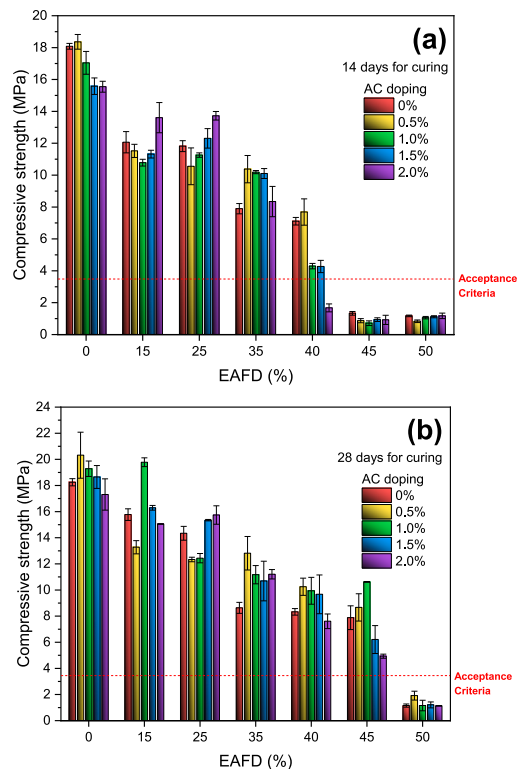 (a)
14 days for curing
AC doping
0%
0.5%
1.0%
1.5%
2.0%
Compressive strength (MPa)
20
18
16
14
12
10
8
6
4
2
0
Acceptance
Criteria
0 15 25 35 40 45 50
EAFD (%)
(b)
28 days for curing
AC doping
0%
0.5%
1.0%
1.5%
2.0%
Compressive strength (MPa)
24
22
20
18
16
14
12
10
8
6
4
2
0
Acceptance
Criteria
0 15 25 35 40 45 50
EAFD (%)